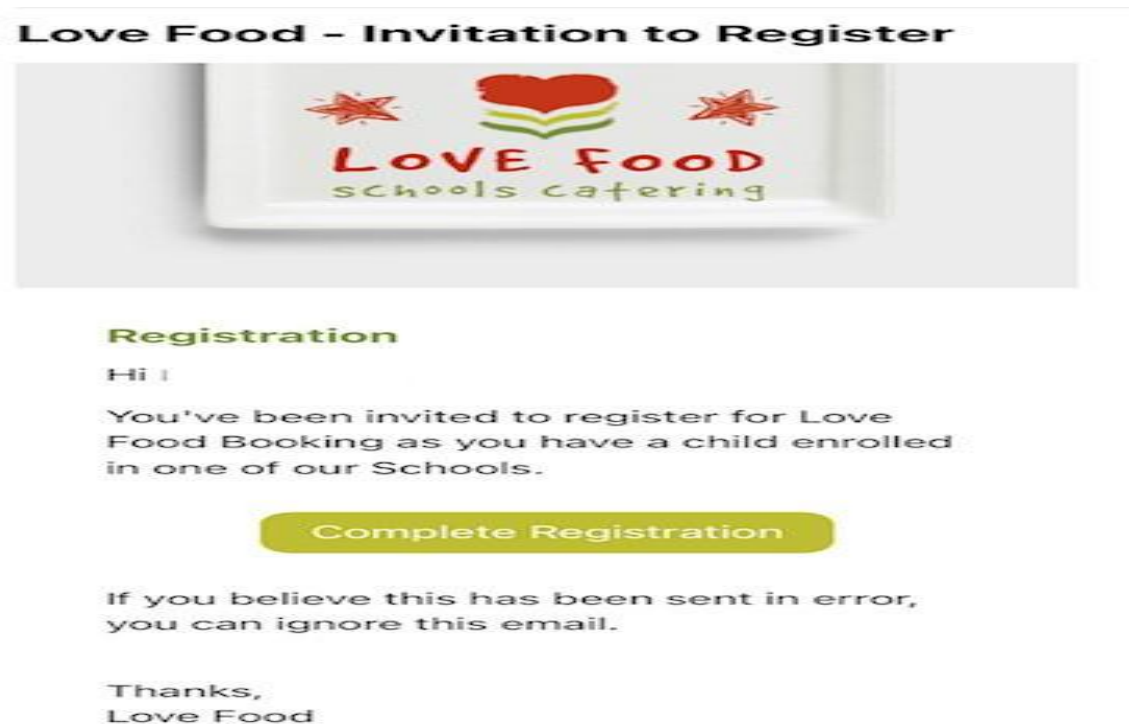 Love Food - Invitation to Register
LOVE FOOD
schools catering
Registration
Hi
You've been invited to register for Love
Food Booking as you have a child enrolled
in one of our Schools.
Complete Registration
If you believe this has been sent in error,
you can ignore this email.
Thanks,
Love Food